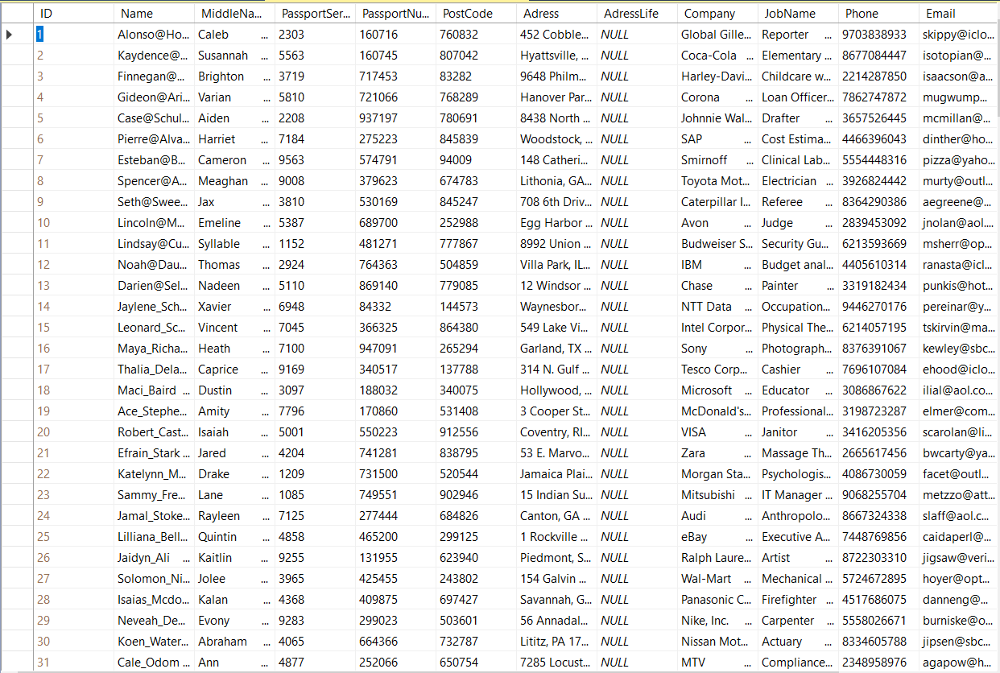 ID Name MiddleNa... PassportSer... PassportNu... PostCode Adress AdressLife Company JobName Phone Email
1 Alonso@Ho... Caleb ... 2303 160716 760832 452 Cobble... NULL Global Gille... Reporter ... 9703838933 skippy@iclo...
2 Kaydence@... Susannah ... 5563 160745 807042 Hyattsville, ... NULL Coca-Cola ... Elementary ... 8677084447 isotopian@...
3 Finnegan@... Brighton ... 3719 717453 83282 9648 Philm... NULL Harley-Davi... Childcare w... 2214287850 isaacson@a...
4 Gideon@Ari... Varian ... 5810 721066 768289 Hanover Par... NULL Corona ... Loan Officer... 7862747872 mugwump...
5 Case@Schul... Aiden ... 2208 937197 780691 8438 North ... NULL Johnnie Wal... Drafter ... 3657526445 mcmillan@...
6 Pierre@Alva... Harriet ... 7184 275223 845839 Woodstock, ... NULL SAP ... Cost Estima... 4466396043 dinther@ho...
7 Esteban@B... Cameron ... 9563 574791 94009 148 Catheri... NULL Smirnoff ... Clinical Lab... 5554448316 pizza@yaho...
8 Spencer@A... Meaghan ... 9008 379623 674783 Lithonia, GA... NULL Toyota Mot... Electrician ... 3926824442 murty@outl...
9 Seth@Swee... Jax ... 3810 530169 845247 708 6th Driv... NULL Caterpillar I... Referee ... 8364290386 aegreene@...
10 Lincoln@M... Emeline ... 5387 689700 252988 Egg Harbor ... NULL Avon ... Judge ... 2839453092 jnolan@aol....
11 Lindsay@Cu... Syllable ... 1152 481271 777867 8992 Union ... NULL Budweiser S... Security Gu... 6213593669 msherr@op...
12 Noah@Dau... Thomas ... 2924 764363 504859 Villa Park, IL... NULL IBM ... Budget anal... 4405610314 ranasta@icl...
13 Darien@Sel... Nadeen ... 5110 869140 779085 12 Windsor ... NULL Chase ... Painter ... 3319182434 punkis@hot...
14 Jaylene_Sch... Xavier ... 6948 84332 144573 Waynesbor... NULL NTT Data ... Occupation... 9446270176 pereinar@y...
15 Leonard_Sc... Vincent ... 7045 366325 864380 549 Lake Vi... NULL Intel Corpor... Physical The... 6214057195 tskirvin@ma...
16 Maya_Richa... Heath ... 7100 947091 265294 Garland, TX ... NULL Sony ... Photograph... 8376391067 kewley@sbc...
17 Thalia_Dela... Caprice ... 9169 340517 137788 314 N. Gulf ... NULL Tesco Corp... Cashier ... 7696107084 ehood@iclo...
18 Maci_Baird ... Dustin ... 3097 188032 340075 Hollywood, ... NULL Microsoft ... Educator ... 3086867622 ilial@aol.co...
19 Ace_Stephe... Amity ... 7796 170860 531408 3 Cooper St... NULL McDonald's... Professional... 3198723287 elmer@com...
20 Robert_Cast... Isaiah ... 5001 550223 912556 Coventry, RI... NULL VISA ... Janitor ... 3416205356 scarolan@li...
21 Efrain_Stark ... Jared ... 4204 741281 838795 53 E. Marvo... NULL Zara ... Massage Th... 2665617456 bwcarty@ya...
22 Katelynn_M... Drake ... 1209 731500 520544 Jamaica Plai... NULL Morgan Sta... Psychologis... 4086730059 facet@outl...
23 Sammy_Fre... Lane ... 1085 749551 902946 15 Indian Su... NULL Mitsubishi ... IT Manager ... 9068255704 metzzo@att...
24 Jamal_Stoke... Rayleen ... 7125 277444 684826 Canton, GA ... NULL Audi ... Anthropolo... 8667324338 slaff@aol.c...
25 Lilliana_Bell... Quintin ... 4858 465200 299125 1 Rockville ... NULL eBay ... Executive A... 7448769856 caidaperl@...
26 Jaidyn_Ali ... Kaitlin ... 9255 131955 623940 Piedmont, S... NULL Ralph Laure... Artist ... 8722303310 jigsaw@veri...
27 Solomon_Ni... Jolee ... 3965 425455 243802 154 Galvin ... NULL Wal-Mart ... Mechanical ... 5724672895 hoyer@opt...
28 Isaias_Mcdo... Kalan ... 4368 409875 697427 Savannah, G... NULL Panasonic C... Firefighter ... 4517686075 danneng@...
29 Neveah_De... Evony ... 9283 299023 503601 56 Annadal... NULL Nike, Inc. ... Carpenter ... 5558026671 burniske@o...
30 Koen_Water... Abraham ... 4065 664366 732787 Lititz, PA 17... NULL Nissan Mot... Actuary ... 8334605788 jipsen@sbc...
31 Cale_Odom ... Ann ... 4877 252066 650754 7285 Locust... NULL MTV ... Compliance... 2348958976 agapow@h...